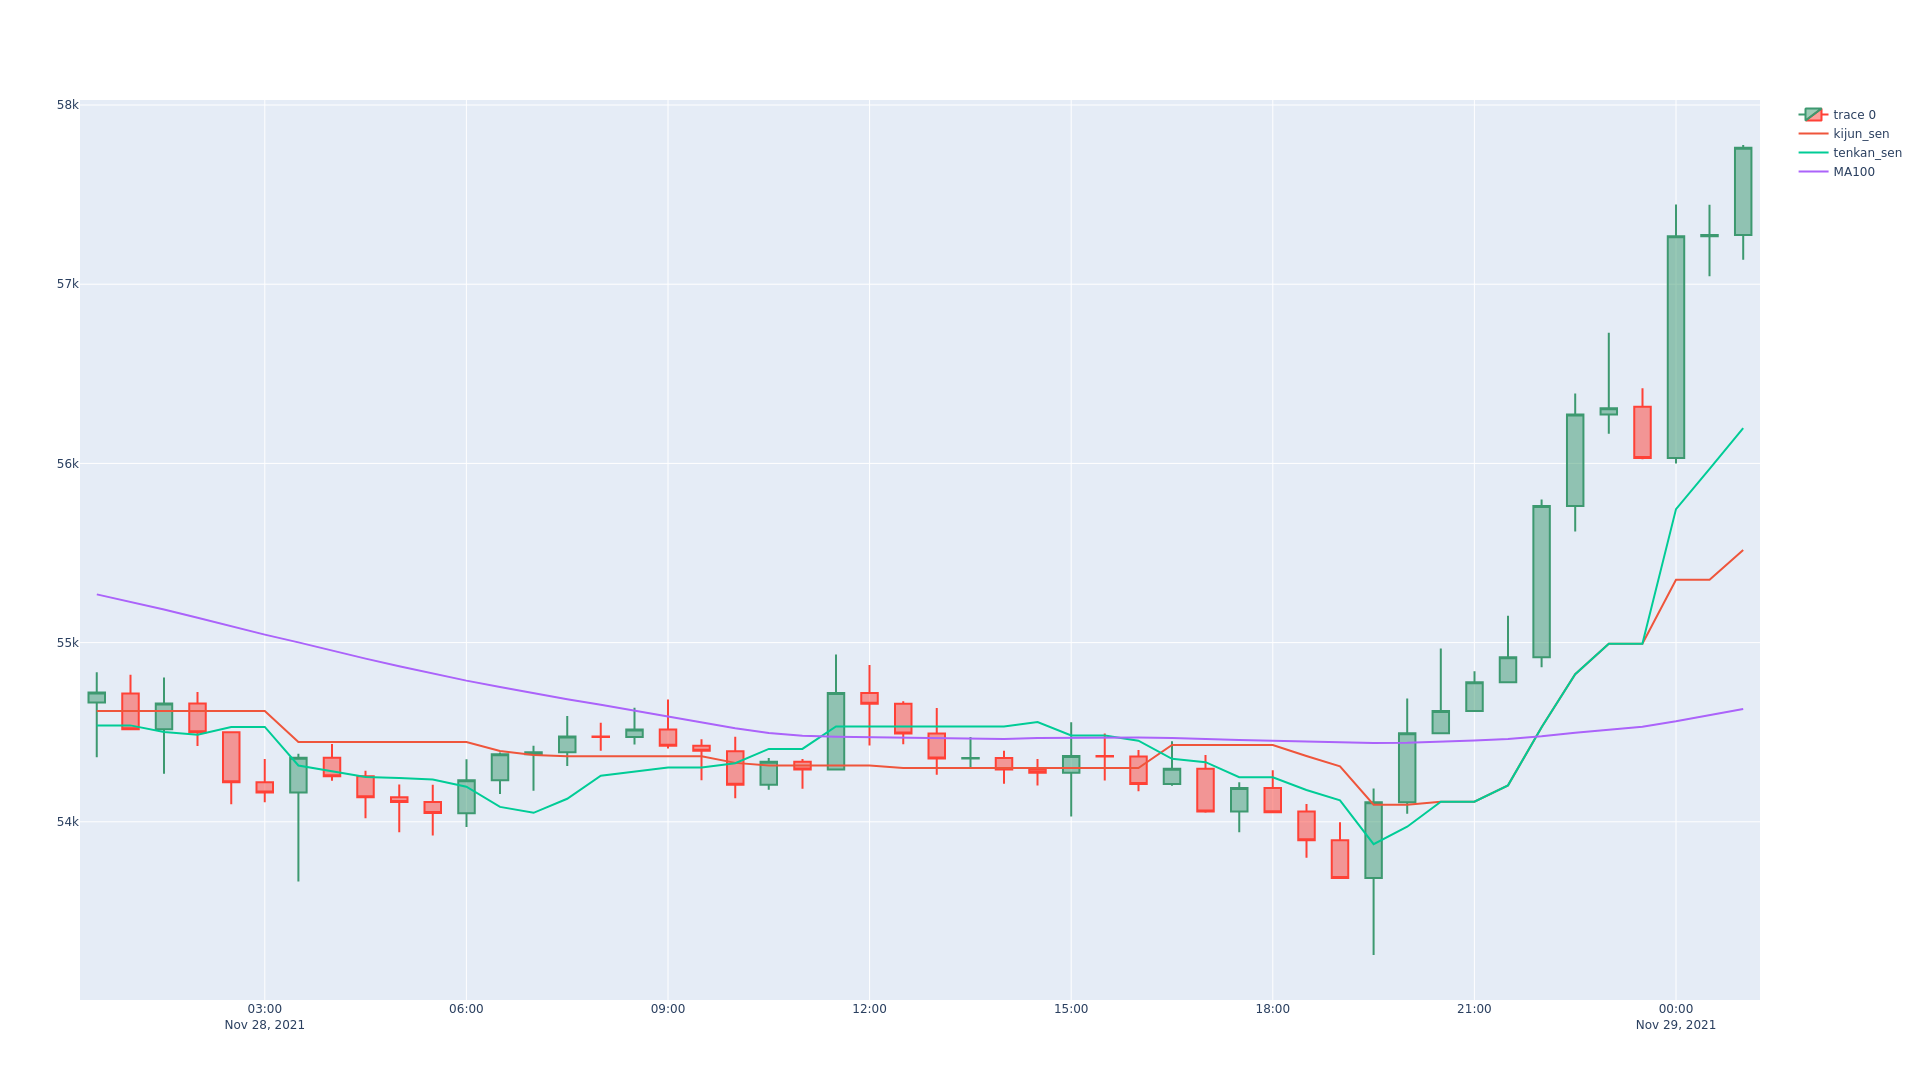 58k
57k
56k
55k
54k
03:00
Nov 28, 2021
06:00
09:00
12:00
15:00
18:00
21:00
00:00
Nov 29, 2021
trace 0
kijun_sen
tenkan_sen
MA100